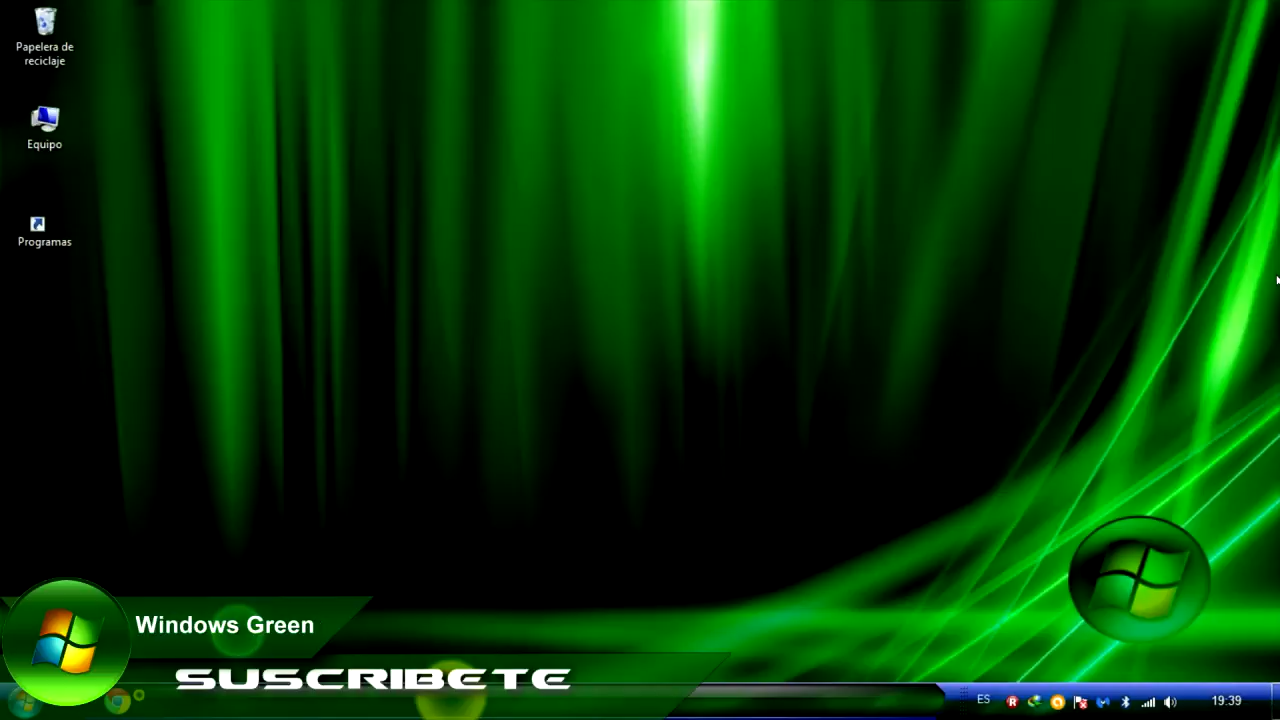 Papelera de
reciclaje
Equipo
Programas
Windows Green
SUSCRIBETE
ES
19:39